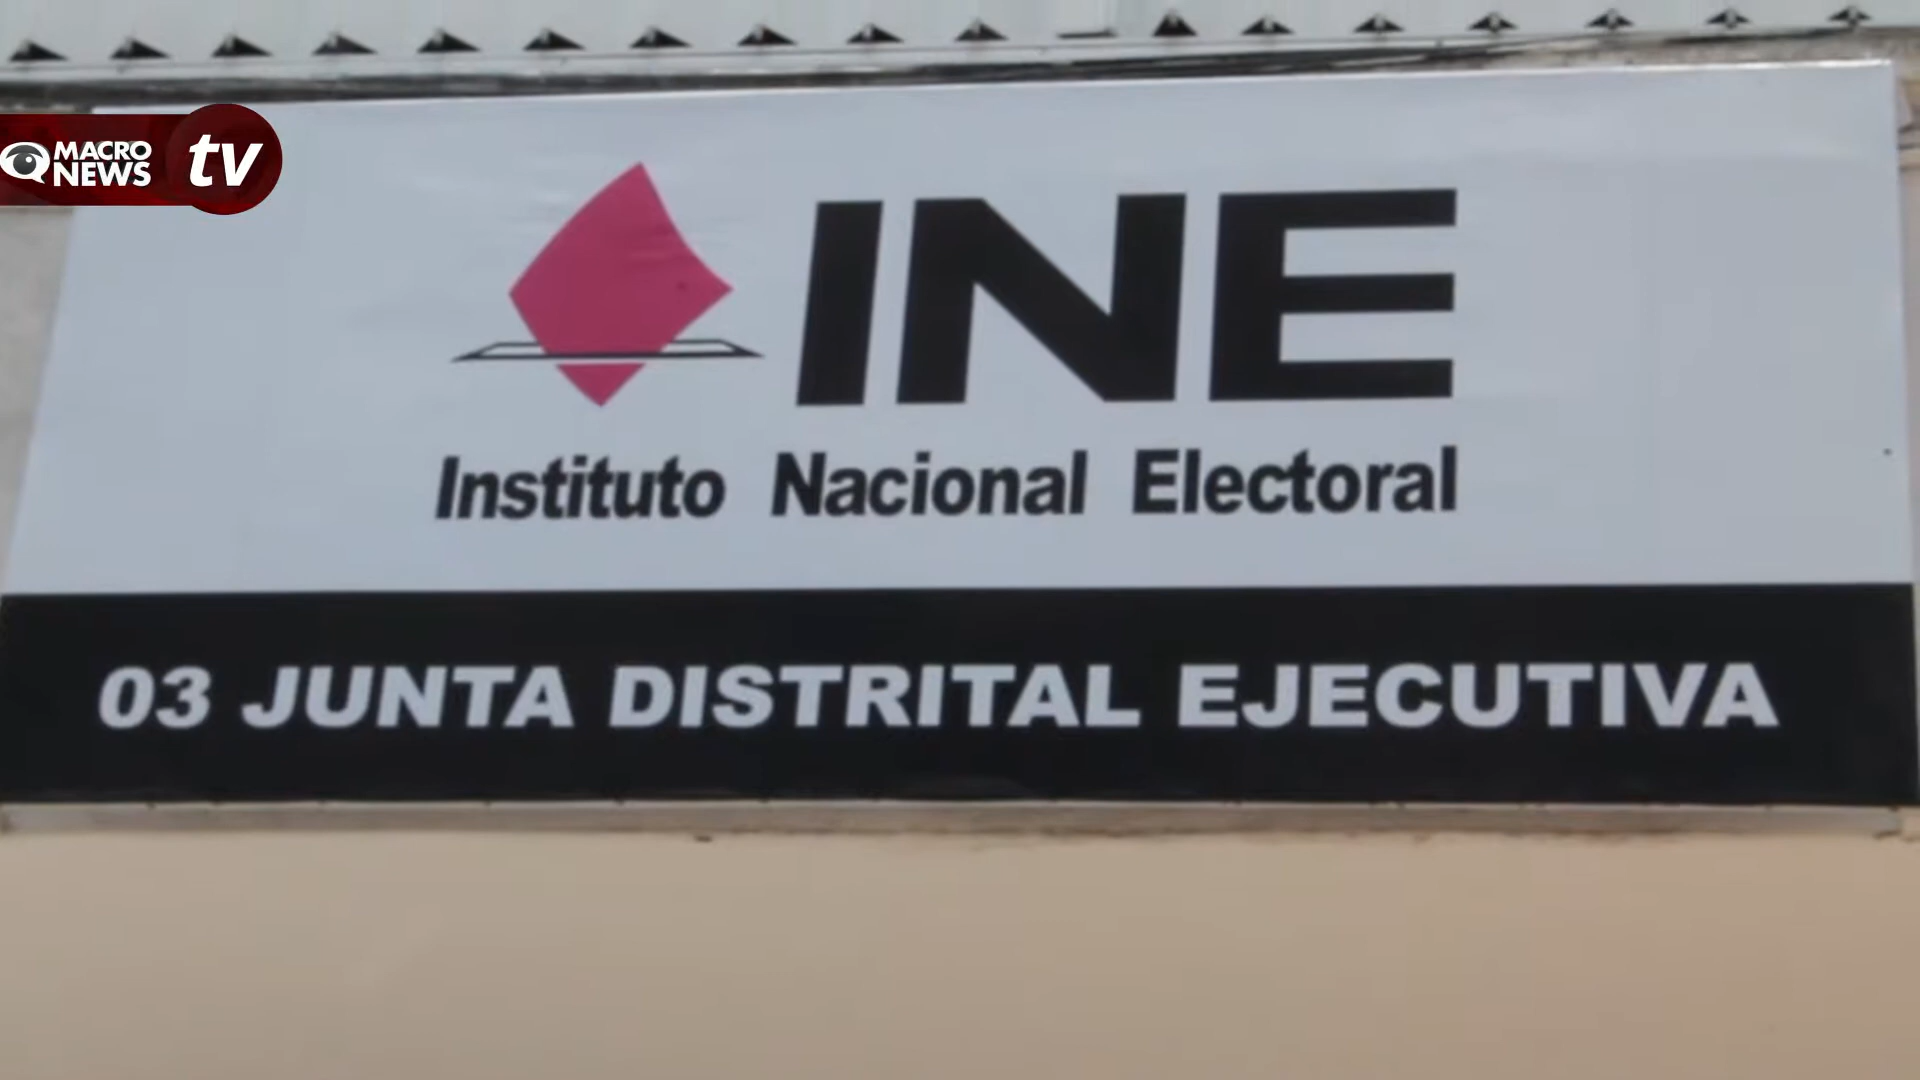 MACRO
NEWS
tv
INE
Instituto Nacional Electoral
03 JUNTA DISTRITAL EJECUTIVA